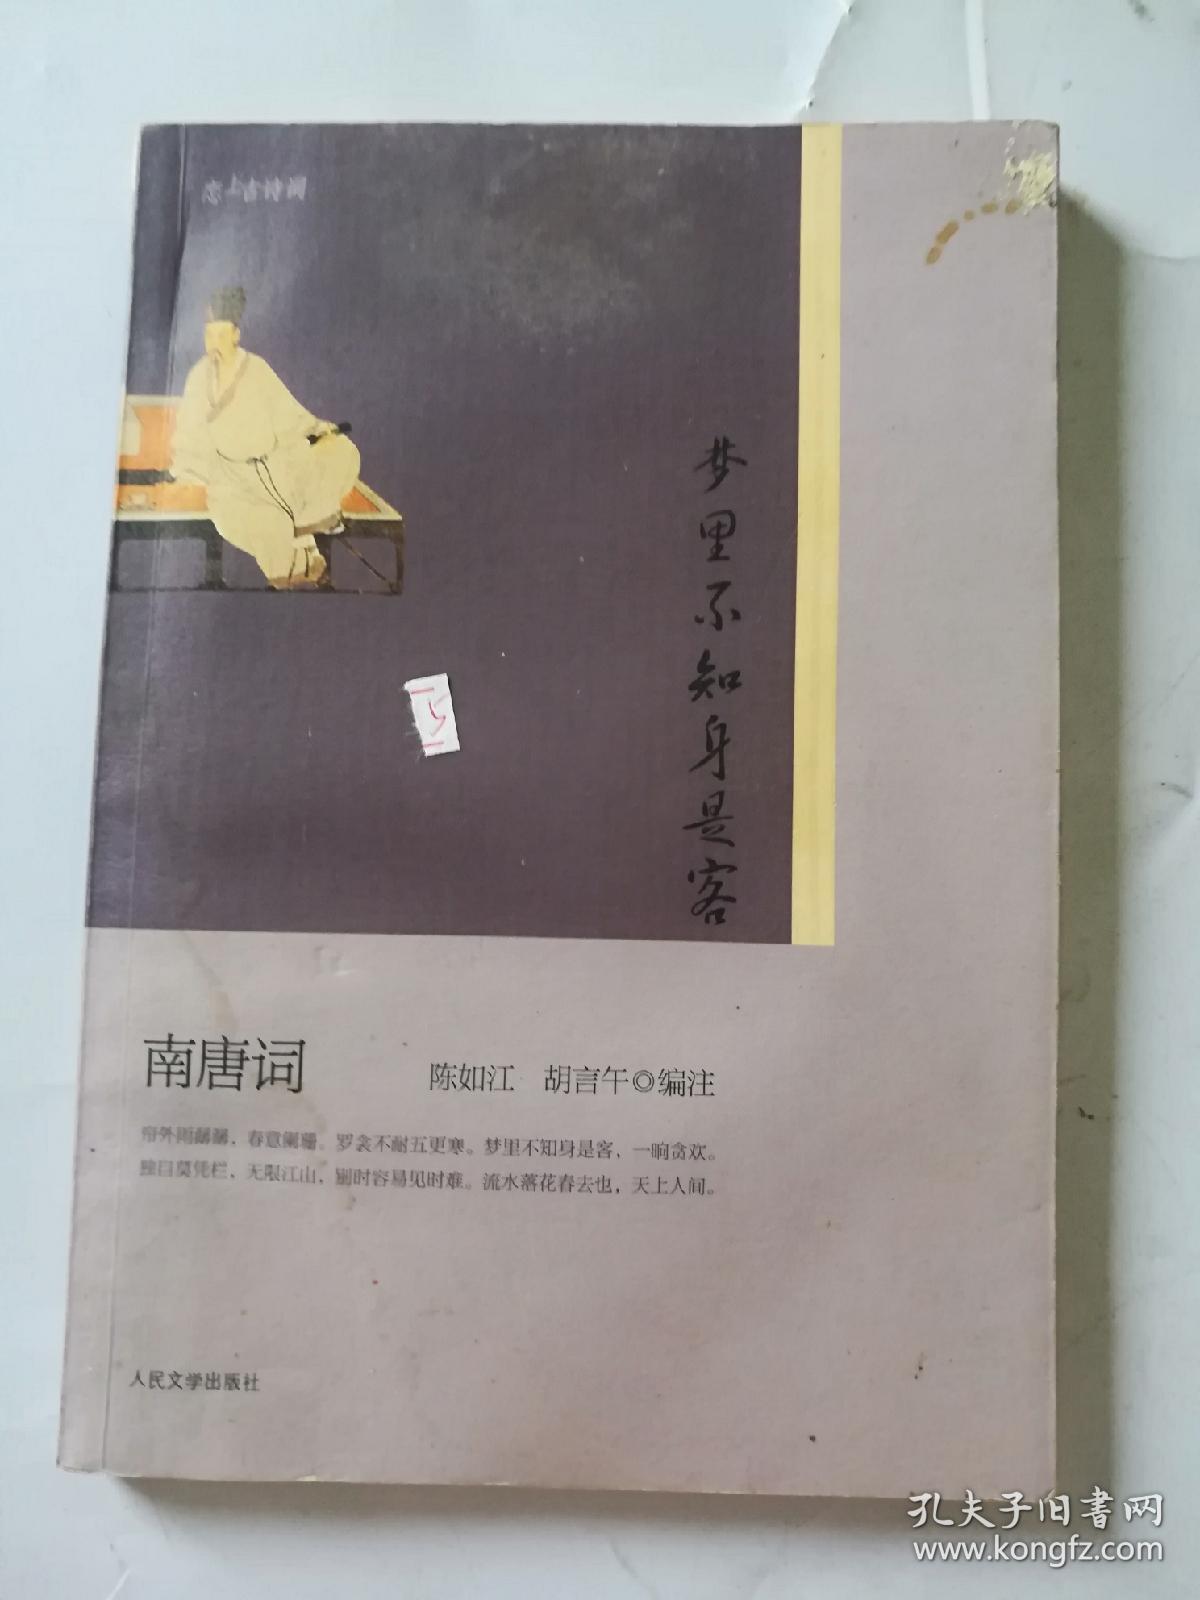 恋上古诗词
梦里不知身是客
南唐词
陈如江 胡言午◎编注
帘外雨潺潺，春意阑珊。罗衾不耐五更寒。梦里不知身是客，一晌贪欢。
独自莫凭栏，无限江山，别时容易见时难。流水落花春去也，天上人间。
人民文学出版社
孔夫子旧書网
www.kongfz.com